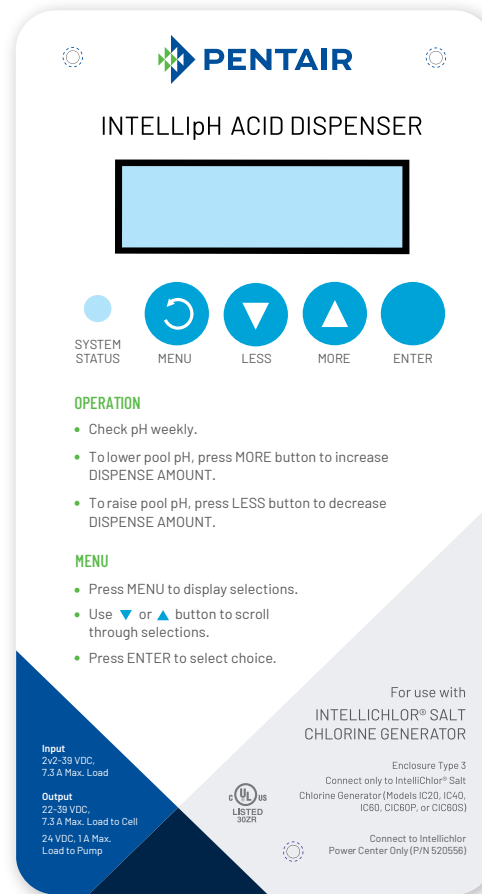 PENTAIR
INTELLIpH ACID DISPENSER
SYSTEM
STATUS
MENU
LESS
MORE
ENTER
OPERATION
• Check pH weekly.
• To lower pool pH, press MORE button to increase
DISPENSE AMOUNT.
• To raise pool pH, press LESS button to decrease
DISPENSE AMOUNT.
MENU
• Press MENU to display selections.
• Use ▼ or ▲ button to scroll
through selections.
• Press ENTER to select choice.
Input
2v2-39 VDC,
7.3 A Max. Load
Output
22-39 VDC,
7.3 A Max. Load to Cell
24 VDC, 1 A Max.
Load to Pump
C UL US
LISTED
30ZR
For use with
INTELLICHLOR® SALT
CHLORINE GENERATOR
Enclosure Type 3
Connect only to IntelliChlor® Salt
Chlorine Generator (Models IC20, IC40,
IC60, CIC60P, or CIC60S)
Connect to Intellichlor
Power Center Only (P/N 520556)